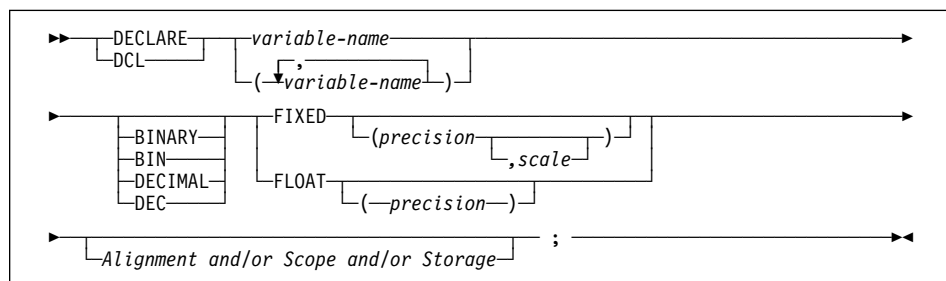 DECLARE variable-name
DCL ,
( variable-name )
FIXED
BINARY (precision )
BIN ,scale
DECIMAL FLOAT
DEC ( precision )
;
Alignment and/or Scope and/or Storage